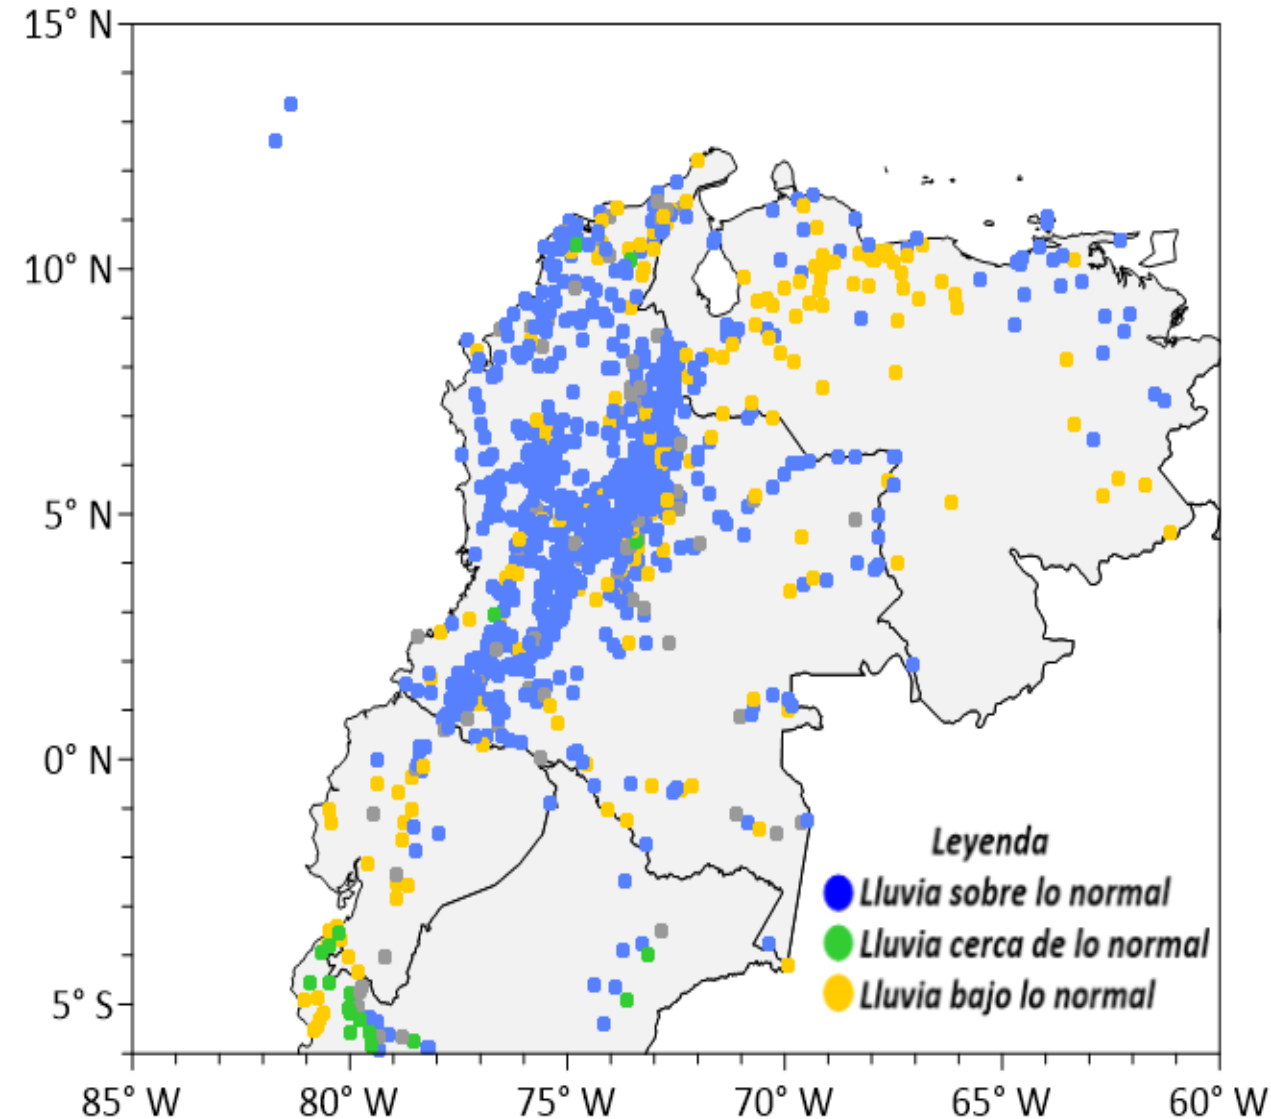 15° N
10° N
5° N
0° N
5° S
Leyenda
Lluvia sobre lo normal
Lluvia cerca de lo normal
Lluvia bajo lo normal
85° W 80° W 75° W 70° W 65° W 60° W